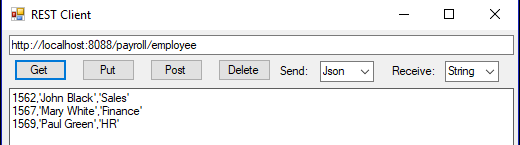 REST Client
http://localhost:8088/payroll/employee
Get Put Post Delete Send: Json Receive: String
1562,'John Black','Sales'
1567,'Mary White','Finance'
1569,'Paul Green','HR'